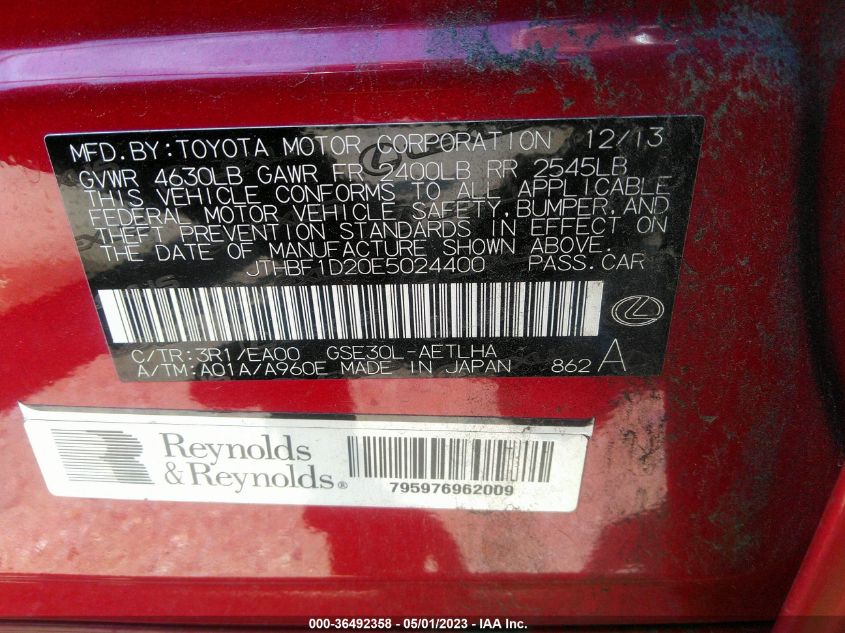 MFD.BY:TOYOTA MOTOR CORPORATION 12/13
GVWR 4630LB GAWR FR 2400LB RR 2545LB
THIS VEHICLE CONFORMS TO ALL APPLICABLE
FEDERAL MOTOR VEHICLE SAFETY,BUMPER,AND
THEFT PREVENTION STANDARDS IN EFFECT ON
THE DATE OF MANUFACTURE SHOWN ABOVE.
JTHBF1D20E5024400 PASS.CAR
C/TR:3R1/EA00 GSE30L-AETLHA
A/TM:A01A/A960E MADE IN JAPAN 862 A
Reynolds
& Reynolds®
795976962009
000-36492358 - 05/01/2023 - IAA Inc.